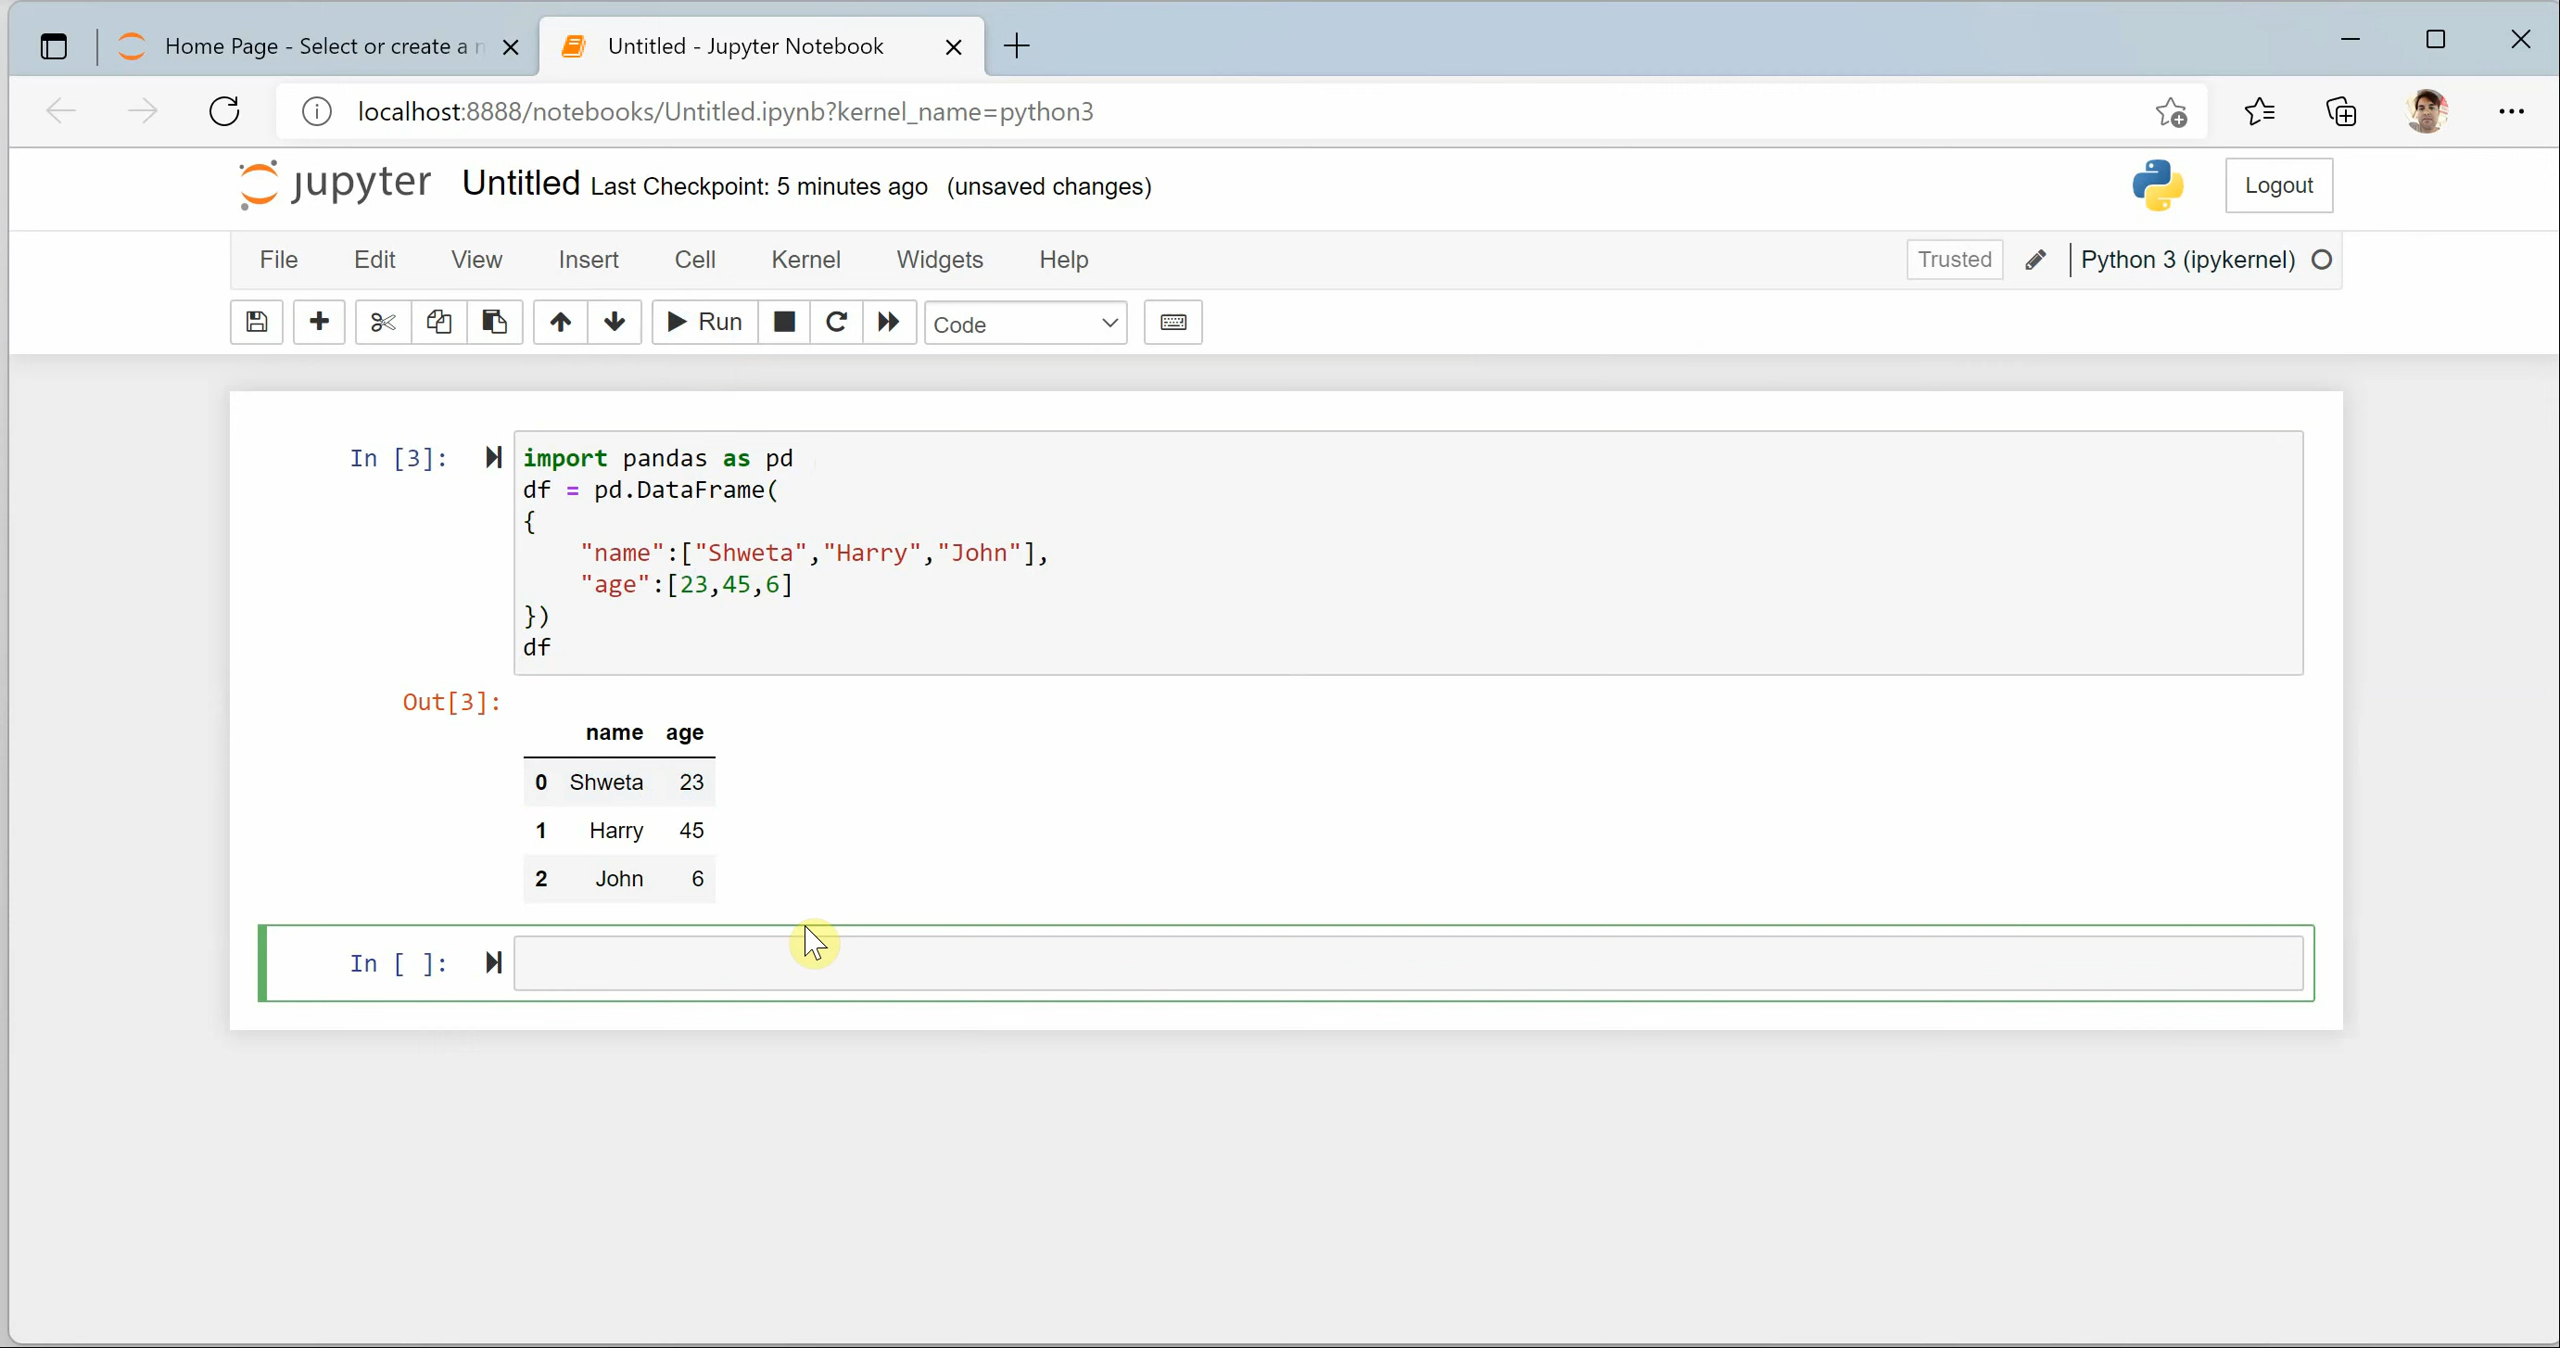 Home Page - Select or create a n
Untitled - Jupyter Notebook
localhost:8888/notebooks/Untitled.ipynb?kernel_name=python3
jupyter Untitled Last Checkpoint: 5 minutes ago (unsaved changes)
Logout
File Edit View Insert Cell Kernel Widgets Help
Trusted Python 3 (ipykernel)
Run Code
In [3]: import pandas as pd
df = pd.DataFrame(
{
"name":["Shweta","Harry","John"],
"age":[23,45,6]
})
df
Out[3]:
name age
0 Shweta 23
1 Harry 45
2 John 6
In [ ]: